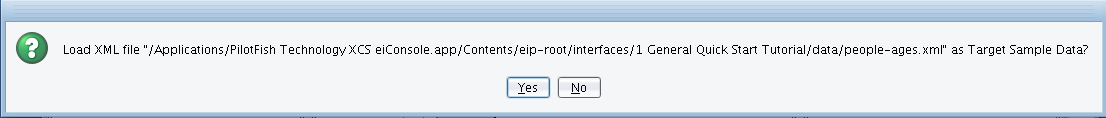 Load XML file "/Applications/PilotFish Technology XCS eiConsole.app/Contents/eip-root/interfaces/1 General Quick Start Tutorial/data/people-ages.xml" as Target Sample Data?
Yes No